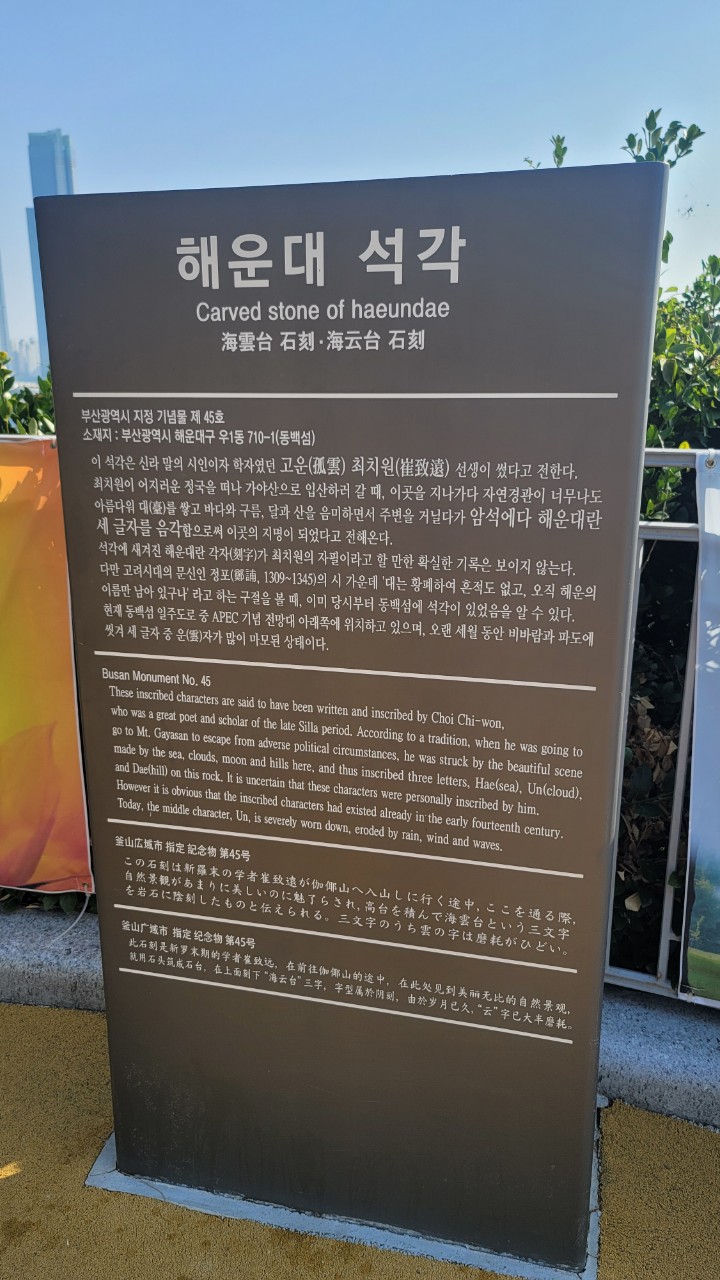 해운대 석각
Carved stone of haeundae
海雲台 石刻·海云台 石刻
부산광역시 지정 기념물 제 45호
소재지 : 부산광역시 해운대구 우1동 710-1(동백섬)
이 석각은 신라 말의 시인이자 학자였던 고운(孤雲) 최치원(崔致遠) 선생이 썼다고 전한다.
최치원이 어지러운 정국을 떠나 가야산으로 입산하러 갈 때, 이곳을 지나가다 자연경관이 너무나도
아름다워 대(臺)를 쌓고 바다와 구름, 달과 산을 음미하면서 주변을 거닐다가 암석에다 해운대란
세 글자를 음각함으로써 이곳의 지명이 되었다고 전해온다.
석각에 새겨진 해운대란 각자(刻字)가 최치원의 자필이라고 할 만한 확실한 기록은 보이지 않는다.
다만 고려시대의 문신인 정포(鄭誧, 1309~1345)의 시 가운데 '대는 황폐하여 흔적도 없고, 오직 해운의
이름만 남아 있구나' 라고 하는 구절을 볼 때, 이미 당시부터 동백섬에 석각이 있었음을 알 수 있다.
현재 동백섬 일주도로 중 APEC 기념 전망대 아래쪽에 위치하고 있으며, 오랜 세월 동안 비바람과 파도에
씻겨 세 글자 중 운(雲)자가 많이 마모된 상태이다.
Busan Monument No. 45
These inscribed characters are said to have been written and inscribed by Choi Chi-won,
who was a great poet and scholar of the late Silla period. According to a tradition, when he was going to
go to Mt. Gayasan to escape from adverse political circumstances, he was struck by the beautiful scene
made by the sea, clouds, moon and hills here, and thus inscribed three letters, Hae(sea), Un(cloud),
and Dae(hill) on this rock. It is uncertain that these characters were personally inscribed by him.
However it is obvious that the inscribed characters had existed already in the early fourteenth century.
Today, the middle character, Un, is severely worn down, eroded by rain, wind and waves.
釜山広域市 指定 記念物 第45号
この石刻は新羅末の学者崔致遠が伽倻山へ入山しに行く途中, ここを通る際,
自然景観があまりに美しいのに魅了らされ, 高台を積んで海雲台という三文字
を岩石に陰刻したものと伝えられる。三文字のうち雲の字は磨耗がひどい。
釜山广域市 指定 纪念物 第45号
此石刻是新罗末期的学者崔致远，在前往伽倻山的途中，在此处见到美丽无比的自然景观，
就用石头筑成石台，在上面刻下"海云台"三字，字型属於阴刻，由於岁月已久，"云"字已大半磨耗。